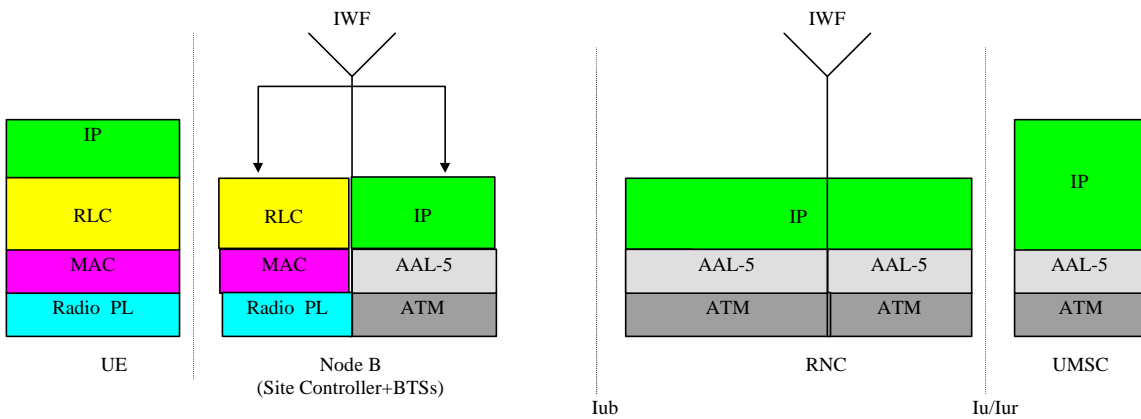 IWF
IWF
IP
RLC
MAC
Radio PL
RLC
IP
MAC
AAL-5
Radio PL
ATM
IP
AAL-5
AAL-5
ATM
ATM
IP
AAL-5
ATM
UE
Node B
(Site Controller+BTSs)
RNC
UMSC
Iub
Iu/Iur